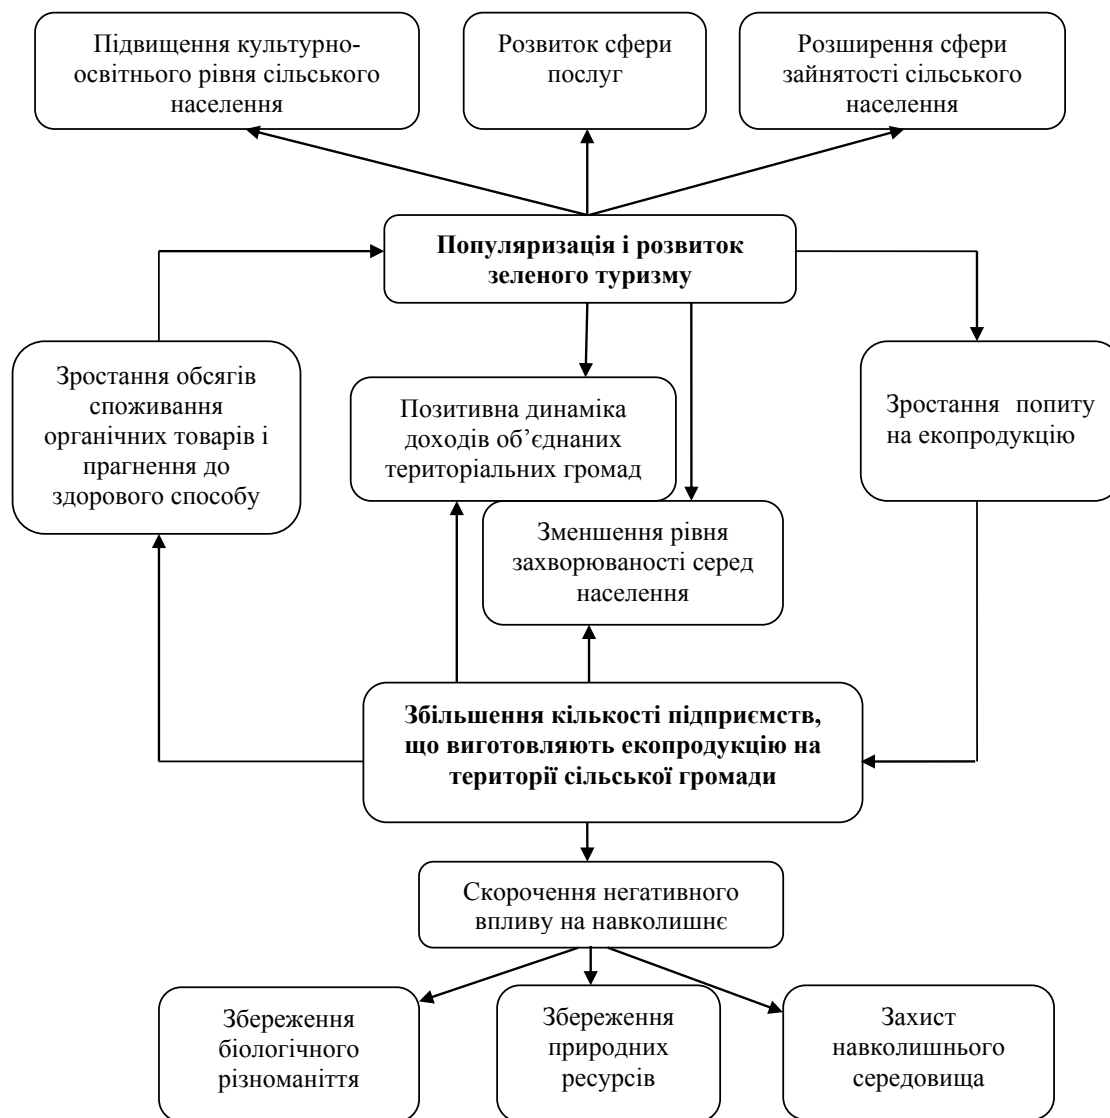 Підвищення культурно-
освітнього рівня сільського
населення
Розвиток сфери
послуг
Розширення сфери
зайнятості сільського
населення
Популяризація і розвиток
зеленого туризму
Зростання обсягів
споживання
органічних товарів і
прагнення до
здорового способу
Позитивна динаміка
доходів об’єднаних
територіальних громад
Зростання попиту
на екопродукцію
Зменшення рівня
захворюваності серед
населення
Збільшення кількості підприємств,
що виготовляють екопродукцію на
території сільської громади
Скорочення негативного
впливу на навколишнє
Збереження
біологічного
різноманіття
Збереження
природних
ресурсів
Захист
навколишнього
середовища